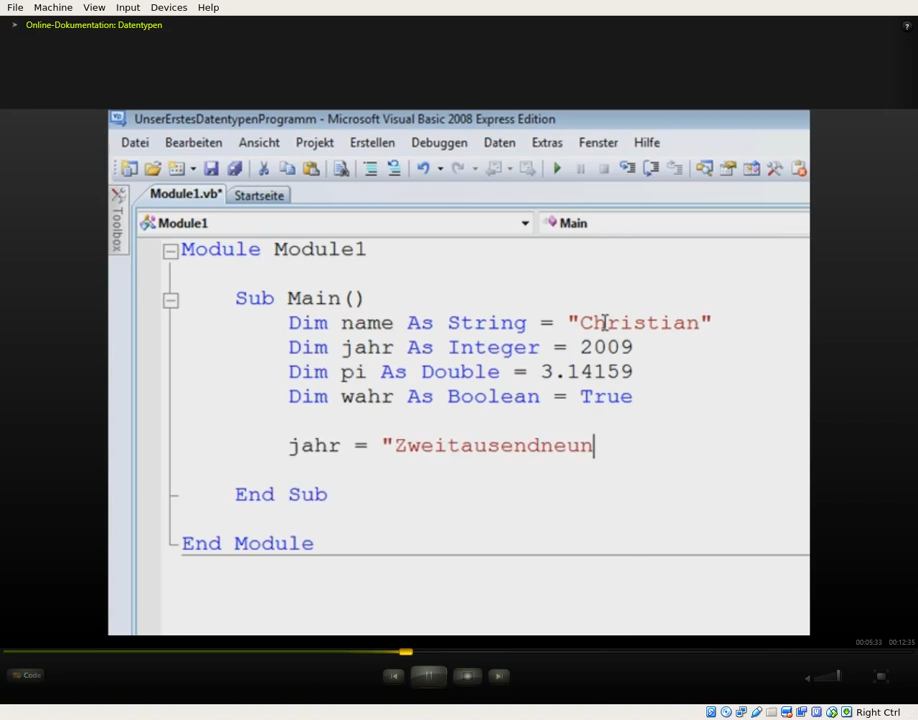 File Machine View Input Devices Help
Online-Dokumentation: Datentypen
?
UnserErstesDatentypenProgramm - Microsoft Visual Basic 2008 Express Edition
Datei Bearbeiten Ansicht Projekt Erstellen Debuggen Daten Extras Fenster Hilfe
Module1.vb* Startseite
Toolbox
Module1 Main
Module Module1
Sub Main()
Dim name As String = "Christian"
Dim jahr As Integer = 2009
Dim pi As Double = 3.14159
Dim wahr As Boolean = True
jahr = "Zweitausendneun
End Sub
End Module
00:05:33 00:12:35
Code
Right Ctrl